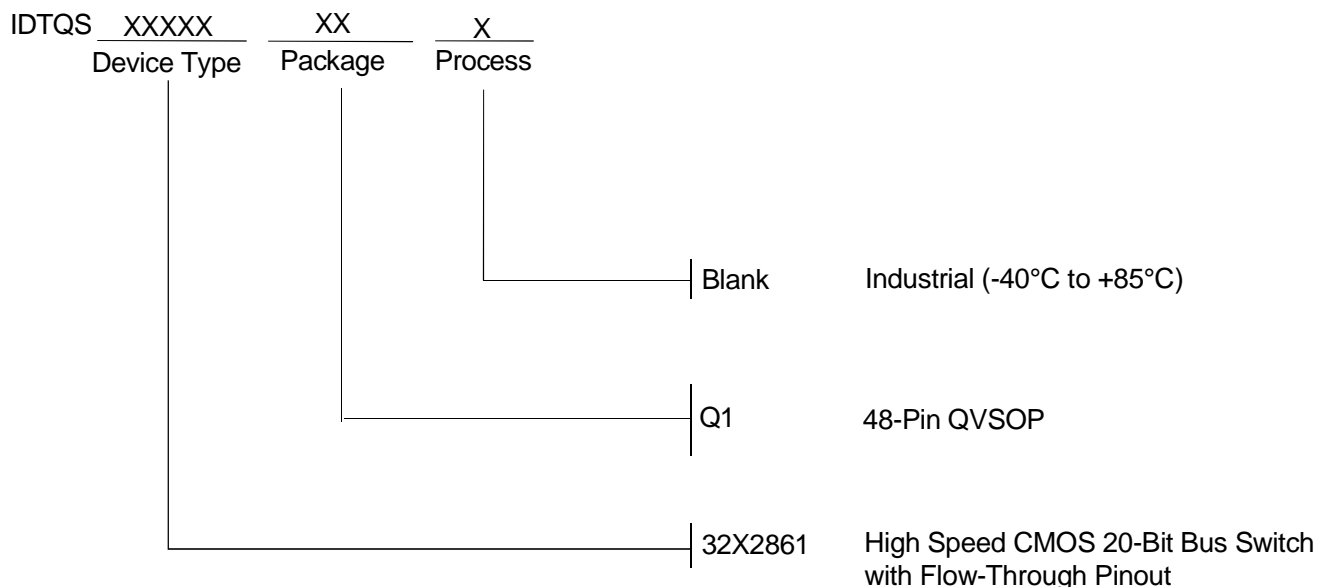 IDTQS XXXXX XX X
Device Type Package Process
Blank Industrial (-40°C to +85°C)
Q1 48-Pin QVSOP
32X2861 High Speed CMOS 20-Bit Bus Switch
with Flow-Through Pinout